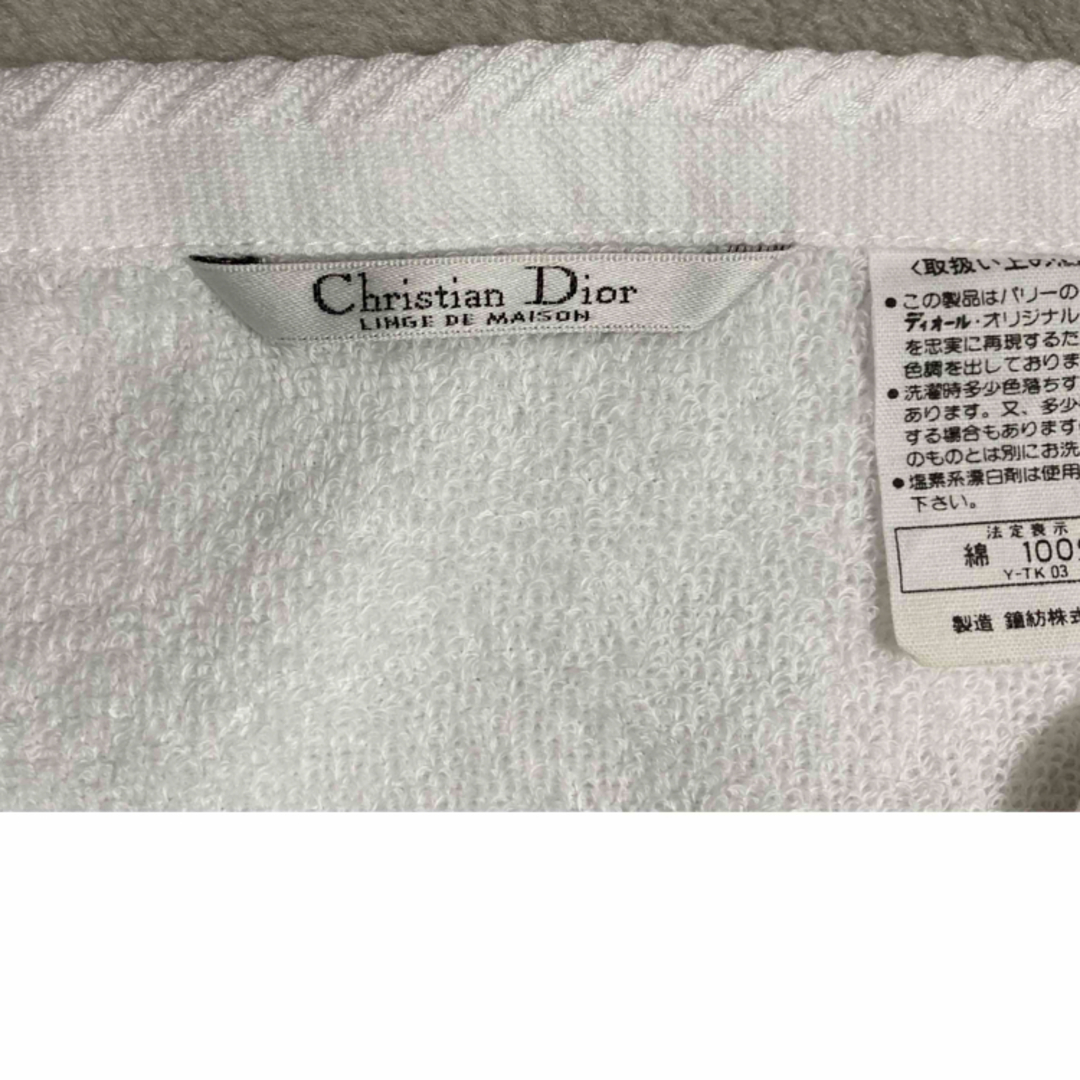 Christian Dior
LINGE DE MAISON
〈取扱い上の
●この製品はパリーの
ディオール・オリジナル
を忠実に再現するた
色調を出しておりま
●洗濯時多少色落ちす
あります。又、多少
する場合もあります
のものとは別にお洗
●塩素系漂白剤は使用
下さい。
法定表示
綿 100%
Y-TK 03
製造 鐘紡株式